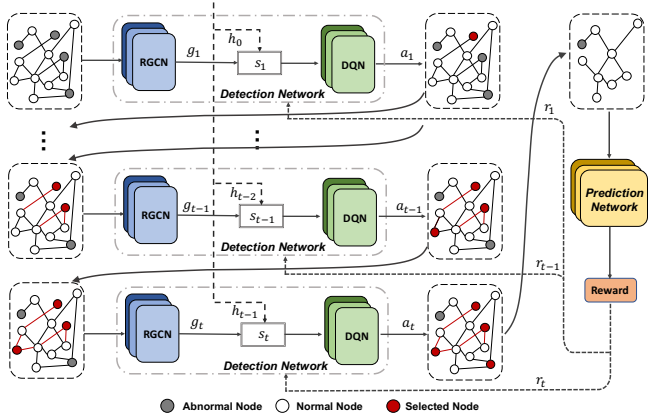 RGCN
g₁
h₀
s₁
DQN
a₁
Detection Network
r₁
⋮
⋮
RGCN
gₜ₋₁
hₜ₋₂
sₜ₋₁
DQN
aₜ₋₁
Detection Network
rₜ₋₁
Prediction
Network
Reward
RGCN
gₜ
hₜ₋₁
sₜ
DQN
aₜ
Detection Network
rₜ
Abnormal Node
Normal Node
Selected Node